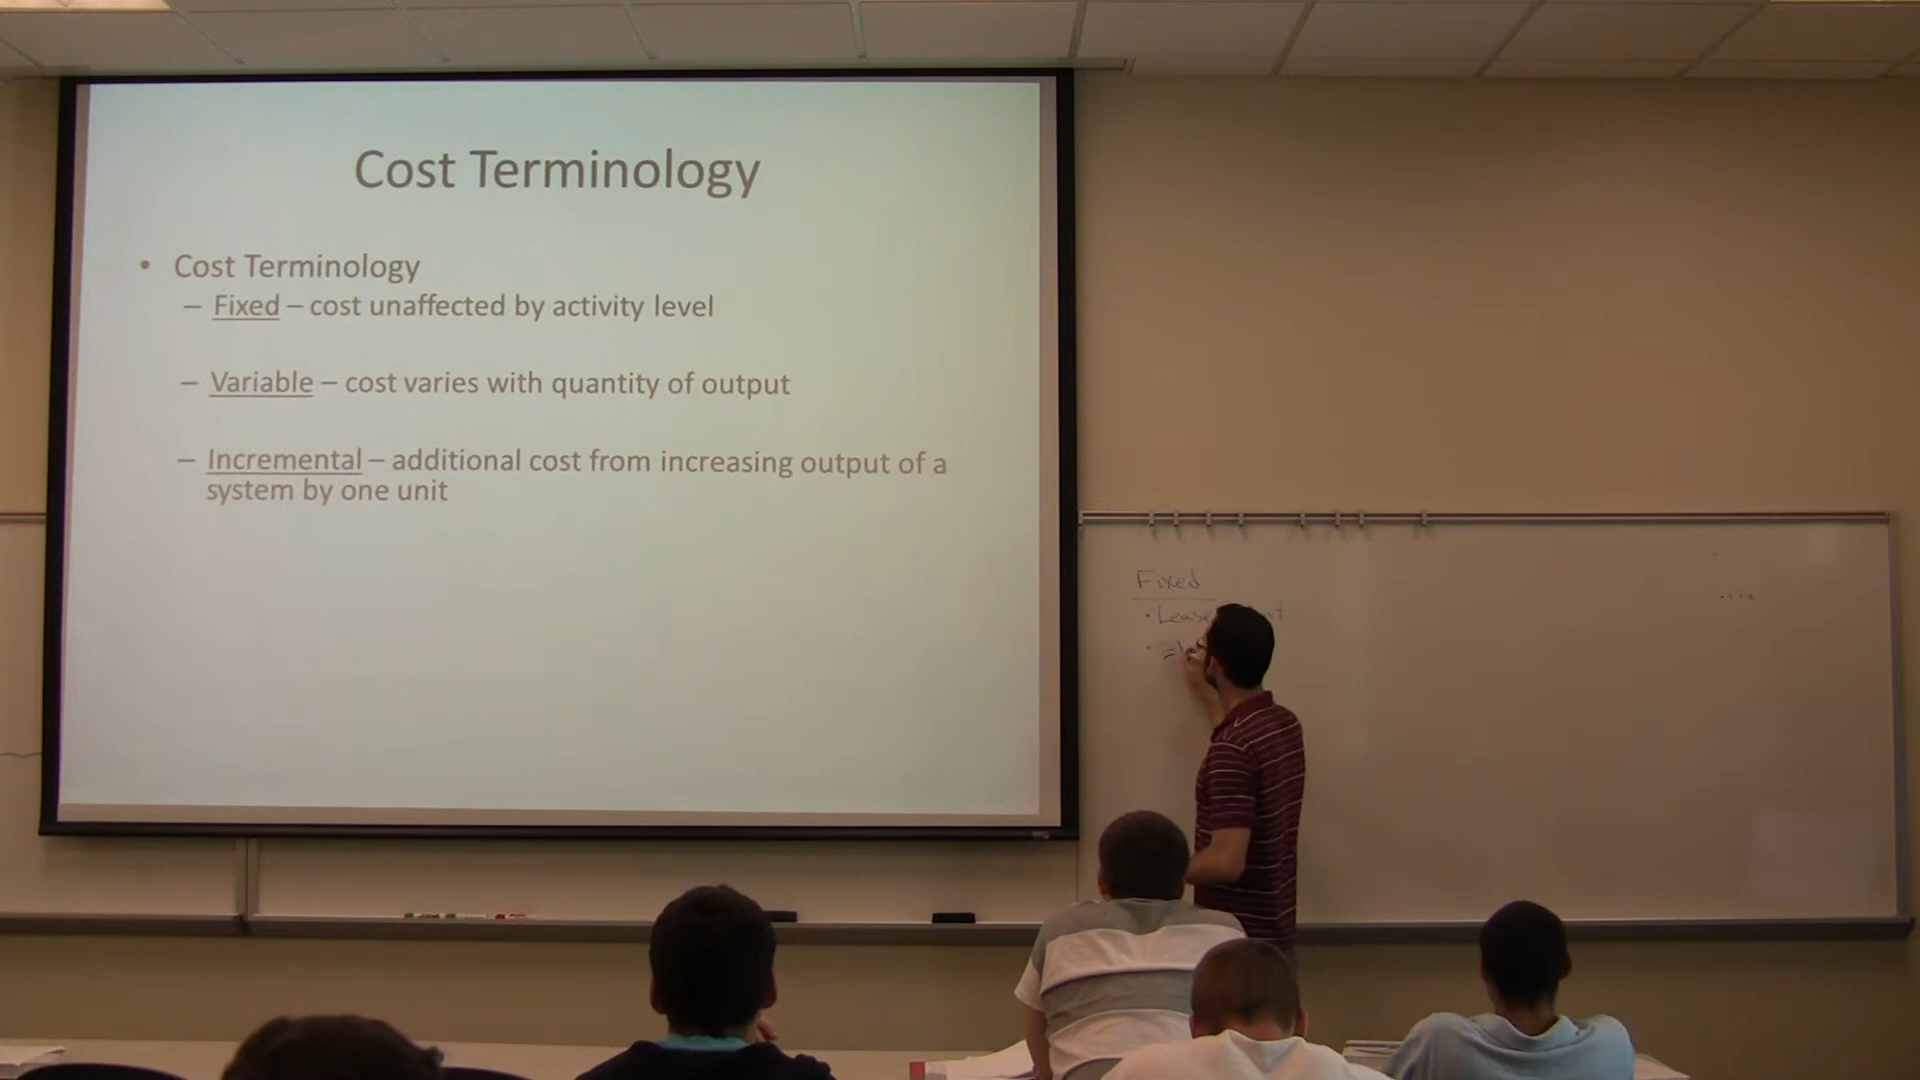 Cost Terminology
• Cost Terminology
– Fixed – cost unaffected by activity level
– Variable – cost varies with quantity of output
– Incremental – additional cost from increasing output of a
system by one unit
Fixed